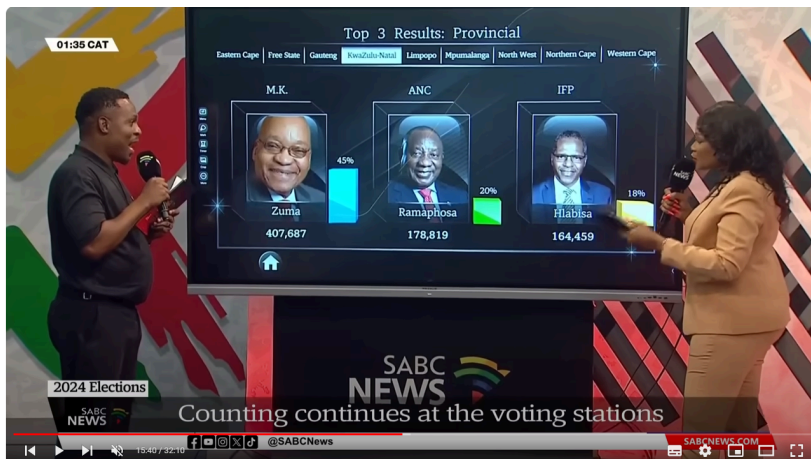 01:35 CAT
Top 3 Results: Provincial
Eastern Cape Free State Gauteng KwaZulu-Natal Limpopo Mpumalanga North West Northern Cape Western Cape
M.K. ANC IFP
45%
20%
18%
Zuma Ramaphosa Hlabisa
407,687 178,819 164,459
SABC
NEWS
SABC
NEWS
2024 Elections
SABC
NEWS
Counting continues at the voting stations
@SABCNews
SABCNEWS.COM
15:40 / 32:10